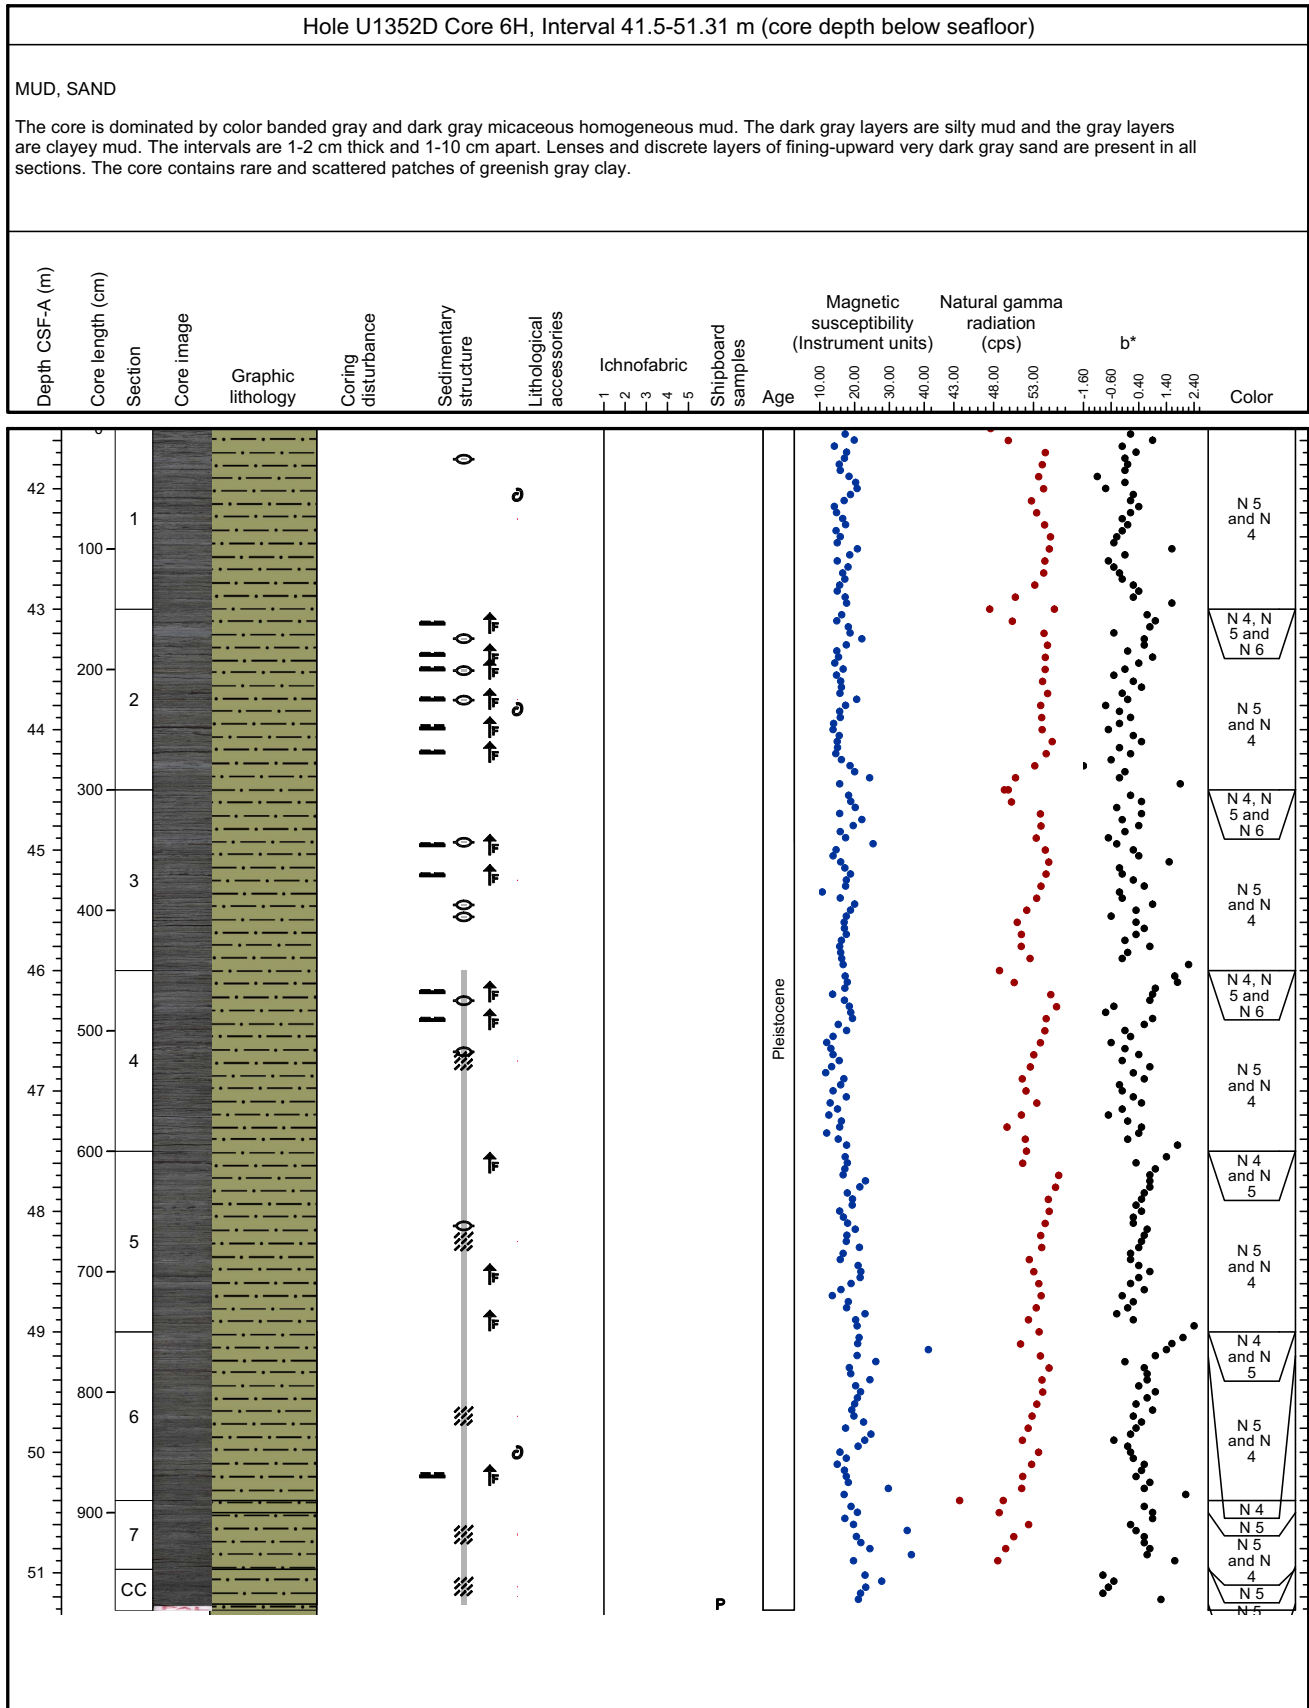 Hole U1352D Core 6H, Interval 41.5-51.31 m (core depth below seafloor)
MUD, SAND
The core is dominated by color banded gray and dark gray micaceous homogeneous mud. The dark gray layers are silty mud and the gray layers
are clayey mud. The intervals are 1-2 cm thick and 1-10 cm apart. Lenses and discrete layers of fining-upward very dark gray sand are present in all
sections. The core contains rare and scattered patches of greenish gray clay.
Depth CSF-A (m)
Core length (cm)
Section
Core image
Graphic
lithology
Coring
disturbance
Sedimentary
structure
Lithological
accessories
Ichnofabric
1 2 3 4 5
Shipboard
samples
Age
Magnetic
susceptibility
(Instrument units)
10.00 20.00 30.00 40.00
Natural gamma
radiation
(cps)
43.00 48.00 53.00
b*
-1.60 -0.60 0.40 1.40 2.40
Color
42
43
44
45
46
47
48
49
50
51
0
100
200
300
400
500
600
700
800
900
1
2
3
4
5
6
7
CC
F
F
F
F
F
F
F
F
F
F
F
F
F
F
P
Pleistocene
N 5
and N
4
N 4, N
5 and
N 6
N 5
and N
4
N 4, N
5 and
N 6
N 5
and N
4
N 4, N
5 and
N 6
N 5
and N
4
N 4
and N
5
N 5
and N
4
N 4
and N
5
N 5
and N
4
N 4
N 5
N 5
and N
4
N 5
N 5